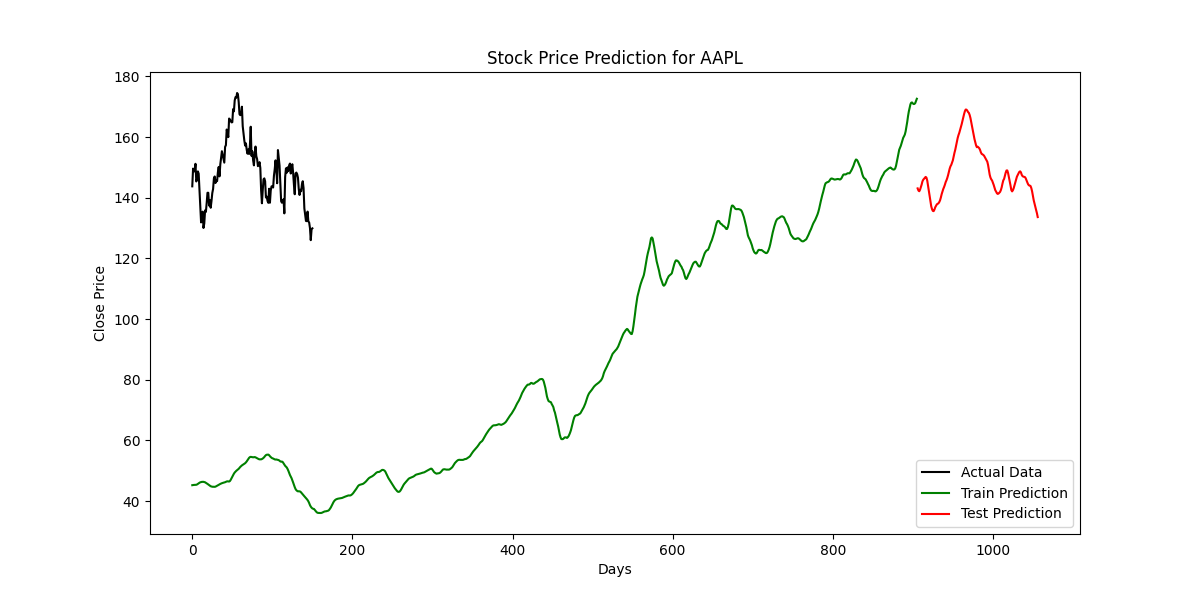 Stock Price Prediction for AAPL
180
160
140
120
100
80
60
40
Close Price
0 200 400 600 800 1000
Days
Actual Data
Train Prediction
Test Prediction